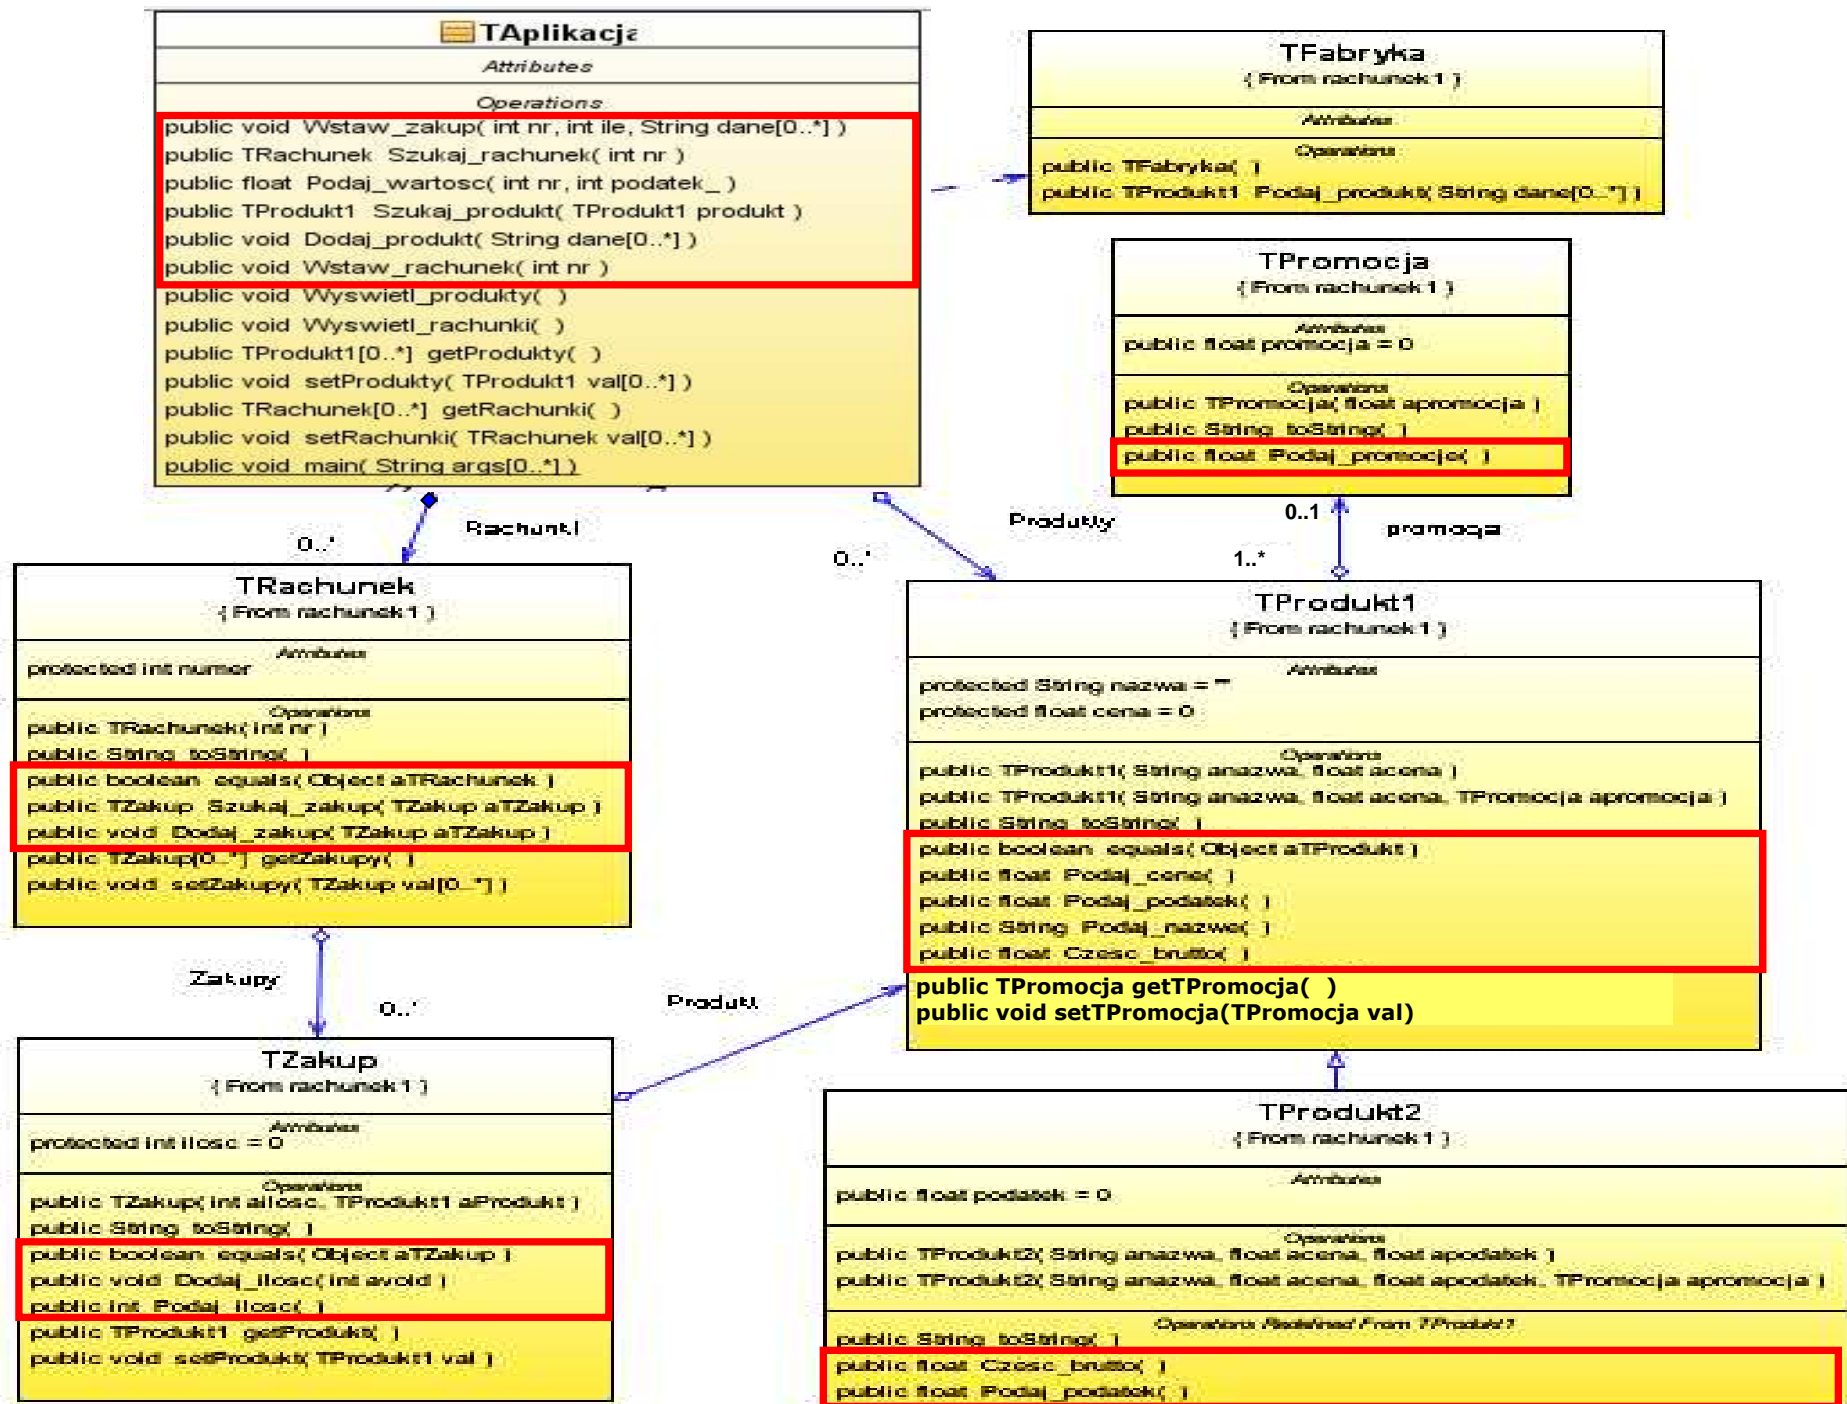 TAplikacja
Attributes
Operations
public void Wstaw_zakup( int nr, int ile, String dane[0..*] )
public TRachunek Szukaj_rachunek( int nr )
public float Podaj_wartosc( int nr, int podatek_ )
public TProdukt1 Szukaj_produkt( TProdukt1 produkt )
public void Dodaj_produkt( String dane[0..*] )
public void Wstaw_rachunek( int nr )
public void Wyswietl_produkty( )
public void Wyswietl_rachunki( )
public TProdukt1[0..*] getProdukty( )
public void setProdukty( TProdukt1 val[0..*] )
public TRachunek[0..*] getRachunki( )
public void setRachunki( TRachunek val[0..*] )
public void main( String args[0..*] )
TFabryka
{ From rachunek1 }
Attributes
Operations
public TFabryka( )
public TProdukt1 Podaj_produkt( String dane[0..*] )
TPromocja
{ From rachunek1 }
Attributes
public float promocja = 0
Operations
public TPromocja( float apromocja )
public String toString( )
public float Podaj_promocje( )
Rachunki
0..*
Produkty
0..*
0..1
promocja
1..*
TRachunek
{ From rachunek1 }
Attributes
protected int numer
Operations
public TRachunek( int nr )
public String toString( )
public boolean equals( Object aTRachunek )
public TZakup Szukaj_zakup( TZakup aTZakup )
public void Dodaj_zakup( TZakup aTZakup )
public TZakup[0..*] getZakupy( )
public void setZakupy( TZakup val[0..*] )
TProdukt1
{ From rachunek1 }
Attributes
protected String nazwa = ""
protected float cena = 0
Operations
public TProdukt1( String anazwa, float acena )
public TProdukt1( String anazwa, float acena, TPromocja apromocja )
public String toString( )
public boolean equals( Object aTProdukt )
public float Podaj_cene( )
public float Podaj_podatek( )
public String Podaj_nazwe( )
public float Czesc_brutto( )
public TPromocja getTPromocja( )
public void setTPromocja(TPromocja val)
Zakupy
0..*
Produkt
TZakup
{ From rachunek1 }
Attributes
protected int ilosc = 0
Operations
public TZakup( int ailosc, TProdukt1 aProdukt )
public String toString( )
public boolean equals( Object aTZakup )
public void Dodaj_ilosc( int avoid )
public int Podaj_ilosc( )
public TProdukt1 getProdukt( )
public void setProdukt( TProdukt1 val )
TProdukt2
{ From rachunek1 }
Attributes
public float podatek = 0
Operations
public TProdukt2( String anazwa, float acena, float apodatek )
public TProdukt2( String anazwa, float acena, float apodatek, TPromocja apromocja )
Operations Redefined From TProdukt1
public String toString( )
public float Czesc_brutto( )
public float Podaj_podatek( )